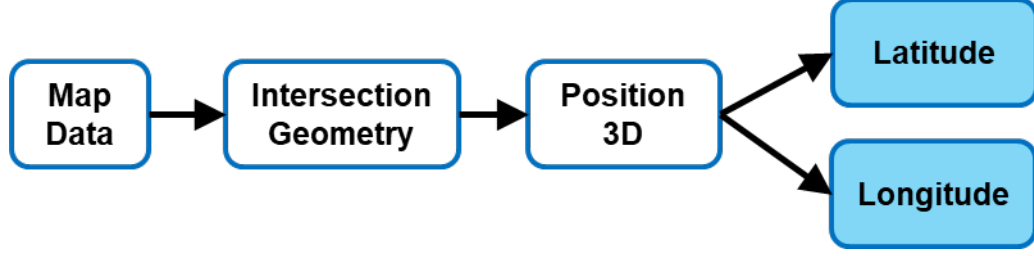 Map
Data
Intersection
Geometry
Position
3D
Latitude
Longitude